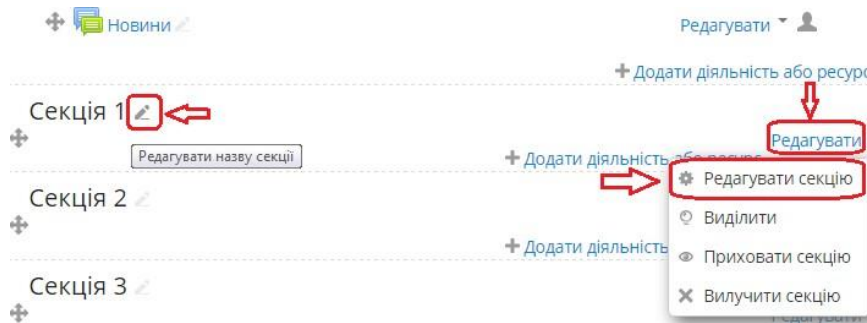 Новини
Редагувати
Додати діяльність або ресурс
Секція 1
Редагувати
Редагувати назву секції
Додати діяльність або ресурс
Редагувати секцію
Секція 2
Виділити
Додати діяльність
Приховати секцію
Секція 3
Вилучити секцію
Редагувати